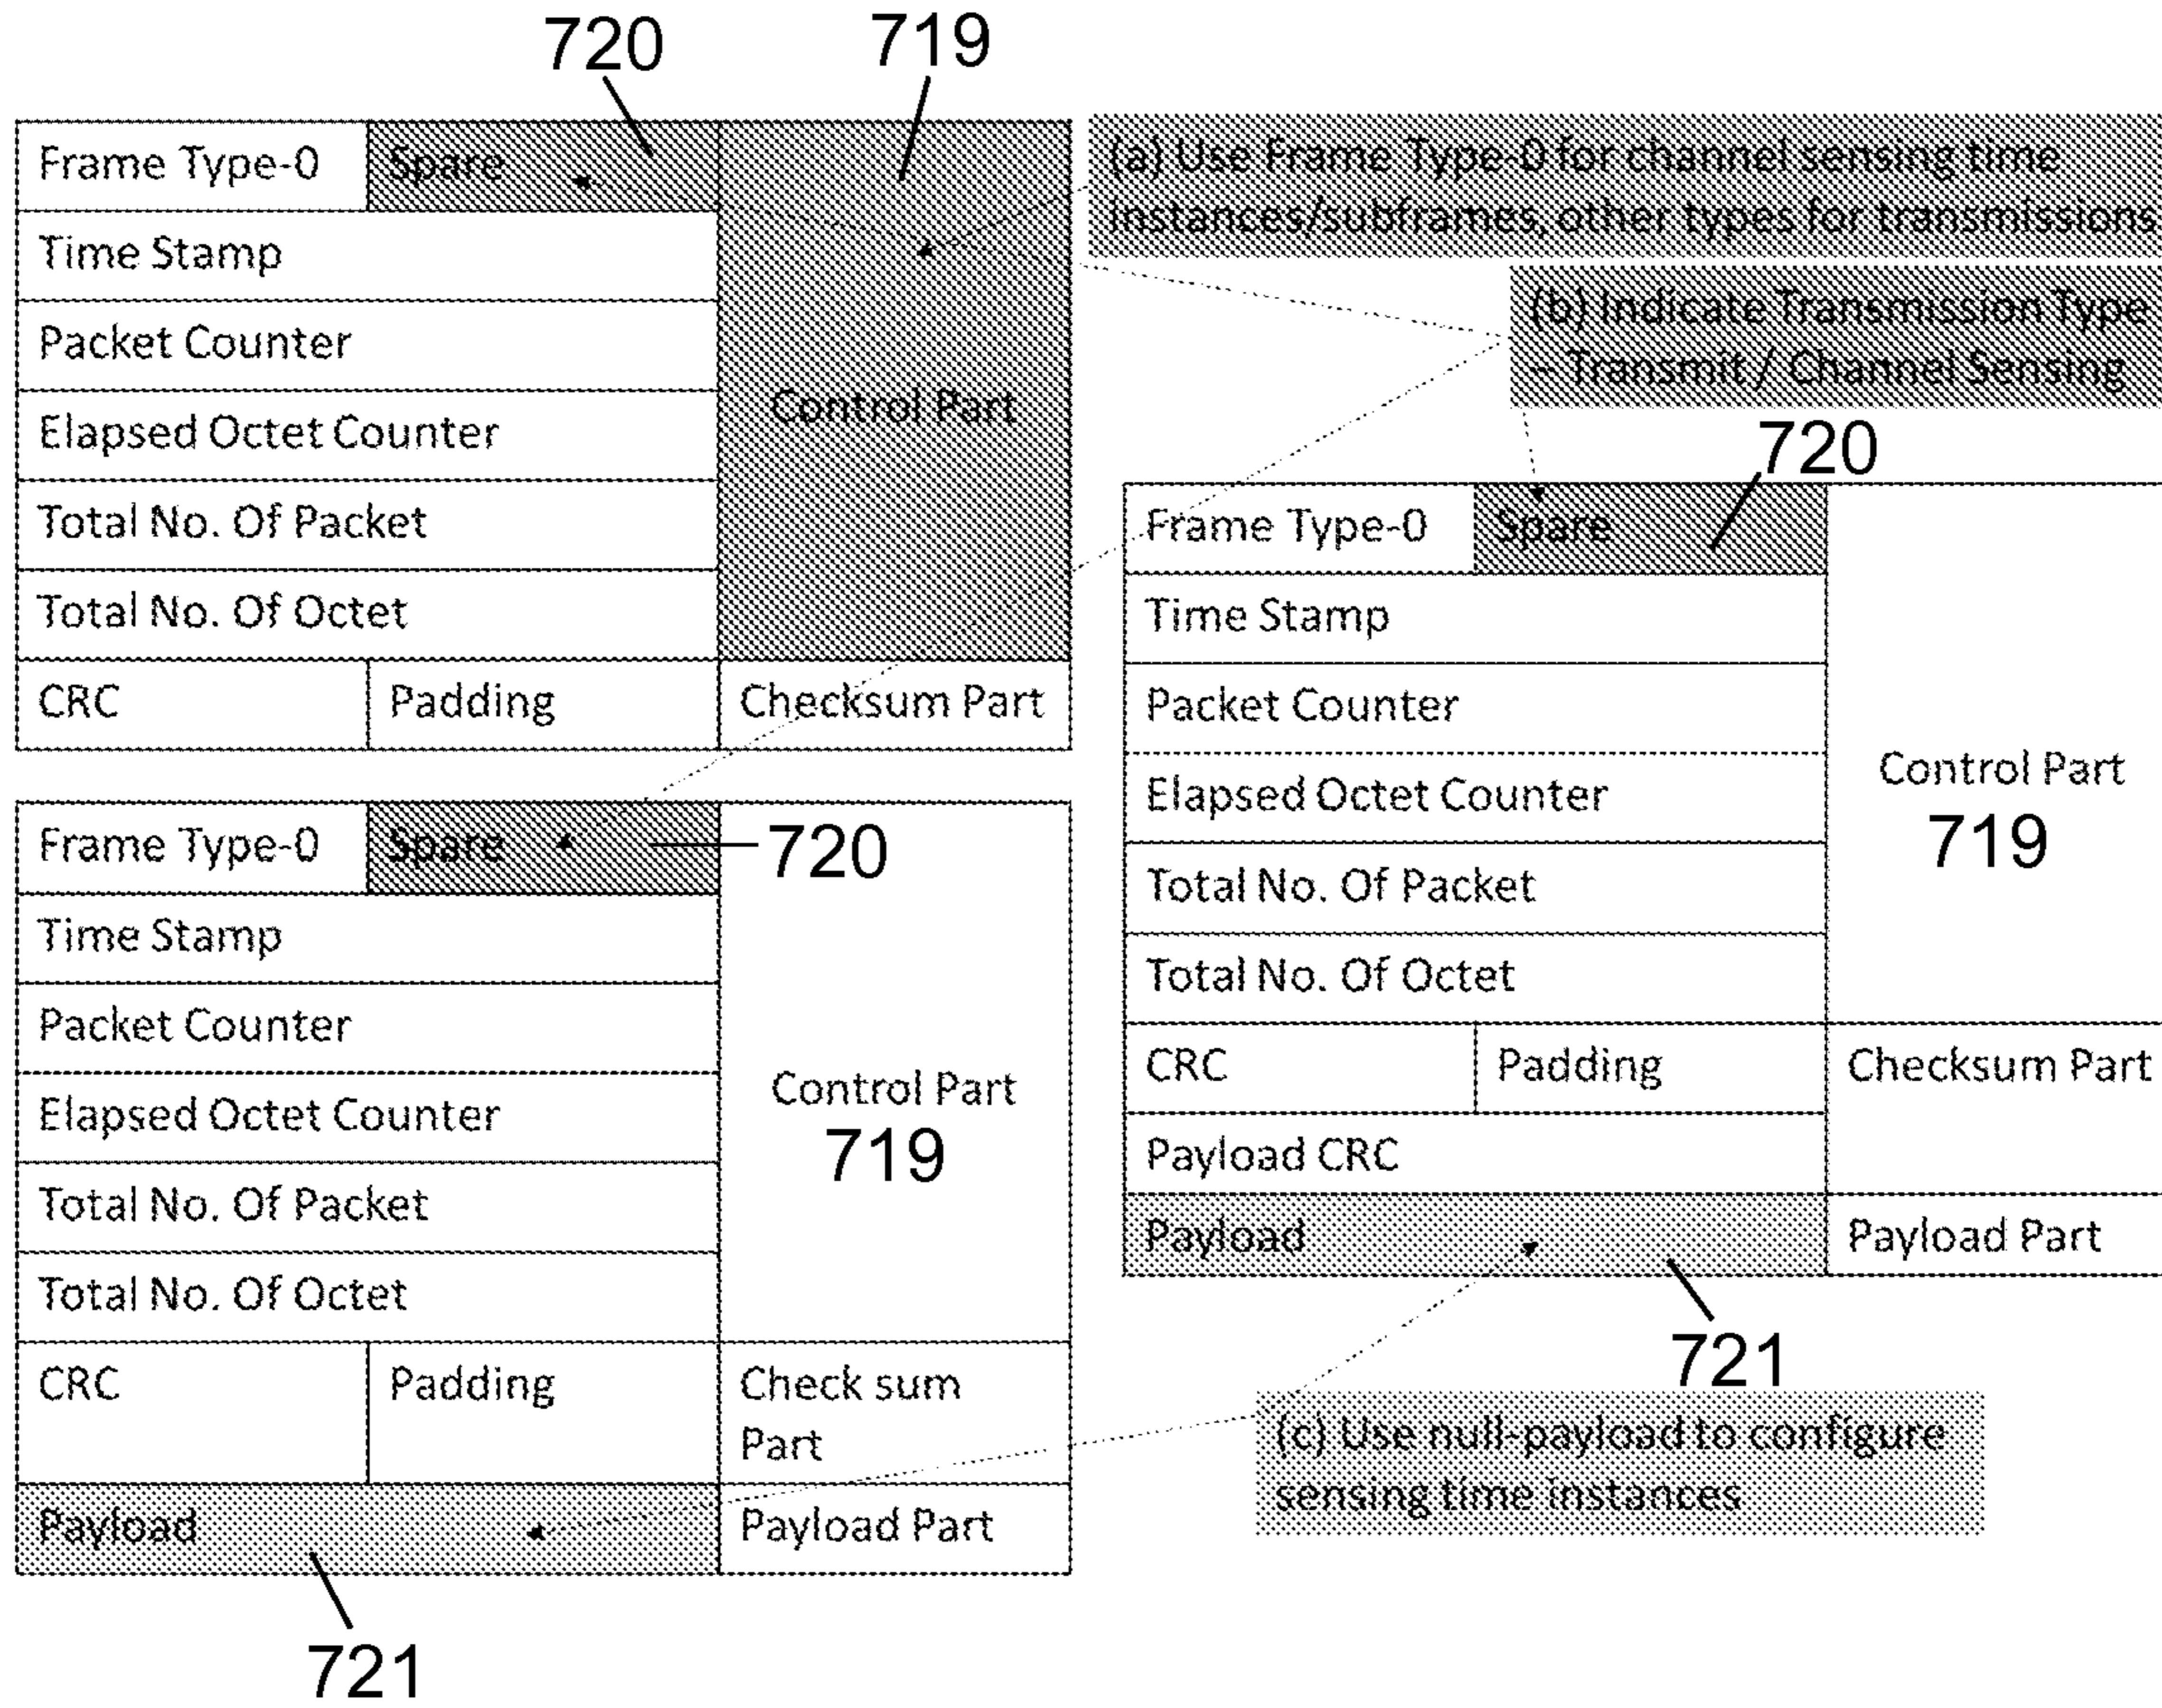 720
719
Frame Type-0
Spare
Time Stamp
Packet Counter
Elapsed Octet Counter
Total No. Of Packet
Total No. Of Octet
Control Part
CRC
Padding
Checksum Part
(a) Use Frame Type-0 for channel sensing time
instances/subframes, other types for transmissions
(b) Indicate Transmission Type
– Transmit / Channel Sensing
720
Frame Type-0
Spare
Time Stamp
Packet Counter
Elapsed Octet Counter
Total No. Of Packet
Total No. Of Octet
Control Part
719
CRC
Padding
Checksum Part
Payload CRC
Payload
Payload Part
721
Frame Type-0
Spare
720
Time Stamp
Packet Counter
Elapsed Octet Counter
Total No. Of Packet
Total No. Of Octet
Control Part
719
CRC
Padding
Check sum
Part
Payload
Payload Part
721
(c) Use null-payload to configure
sensing time instances